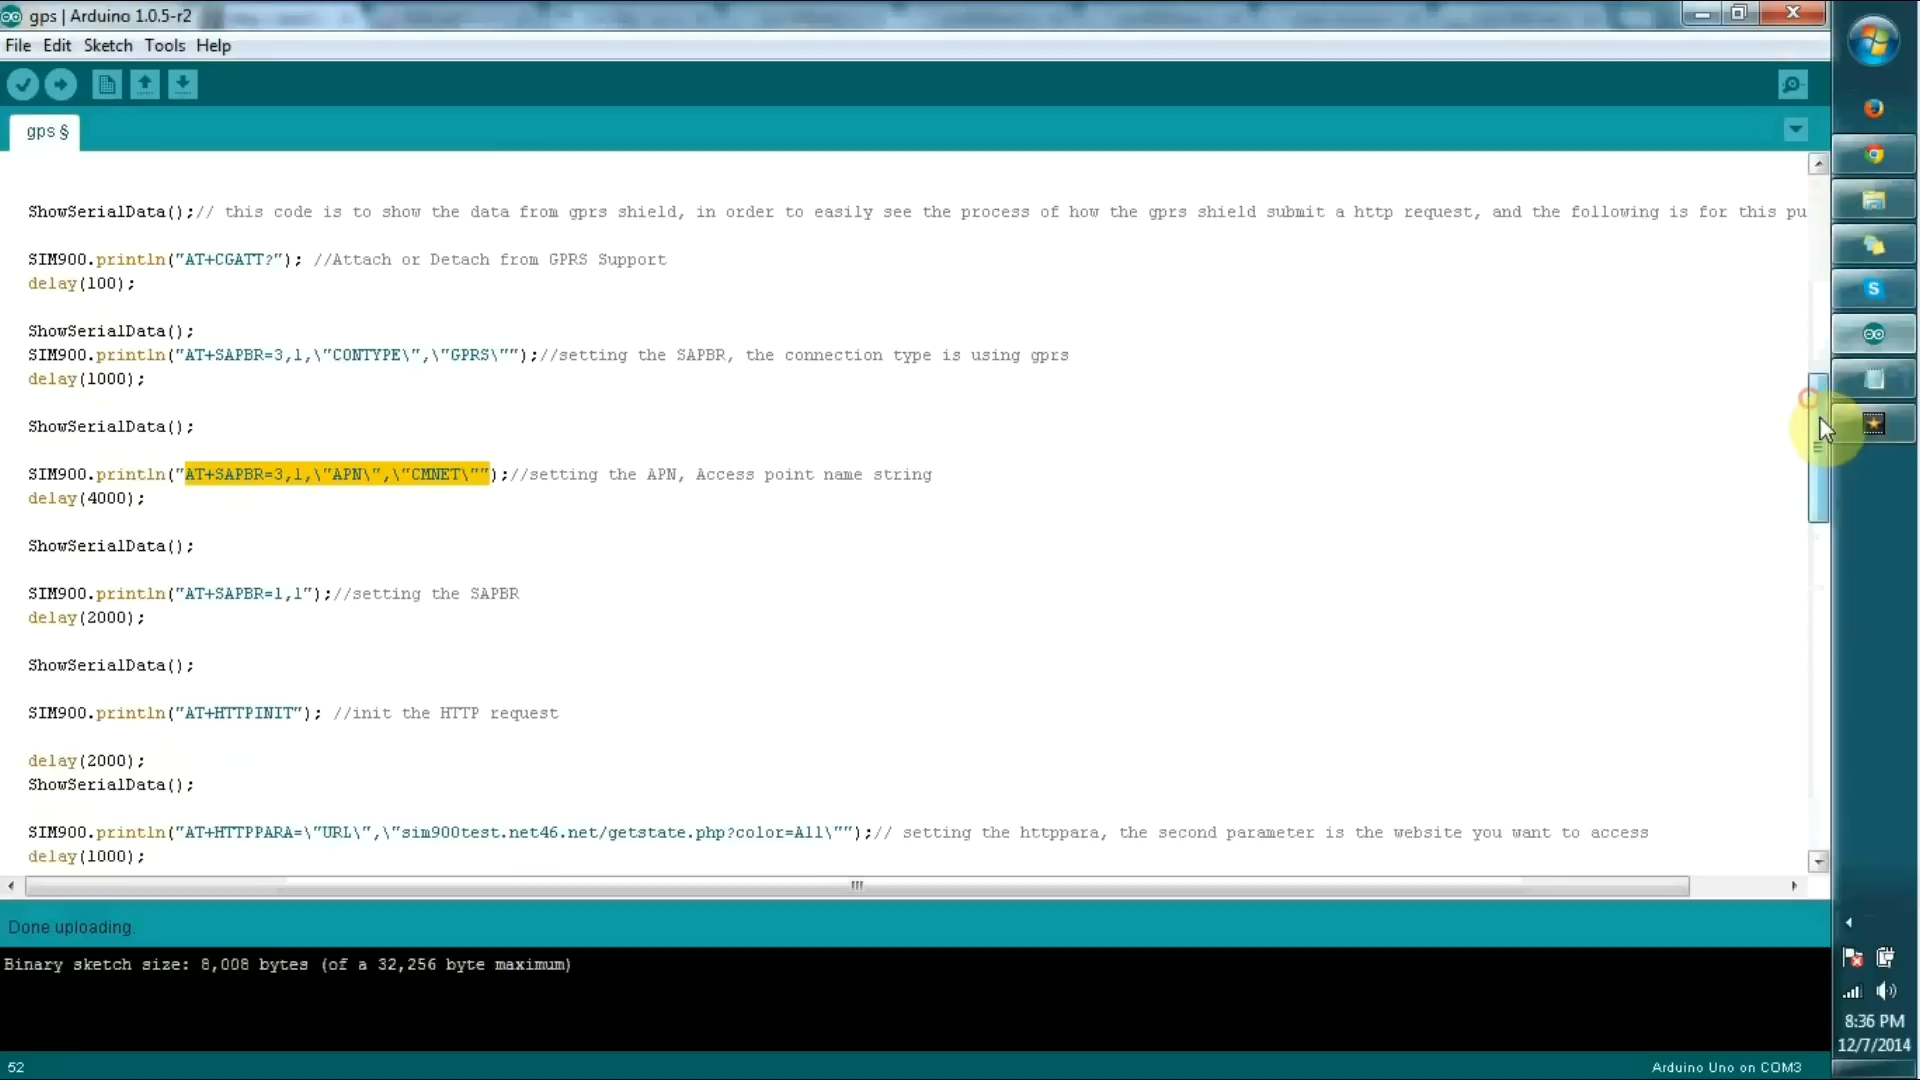 gps | Arduino 1.0.5-r2
File Edit Sketch Tools Help
gps §
ShowSerialData();// this code is to show the data from gprs shield, in order to easily see the process of how the gprs shield submit a http request, and the following is for this pu
SIM900.println("AT+CGATT?"); //Attach or Detach from GPRS Support
delay(100);
ShowSerialData();
SIM900.println("AT+SAPBR=3,1,\"CONTYPE\",\"GPRS\"");//setting the SAPBR, the connection type is using gprs
delay(1000);
ShowSerialData();
SIM900.println("AT+SAPBR=3,1,\"APN\",\"CMNET\"");//setting the APN, Access point name string
delay(4000);
ShowSerialData();
SIM900.println("AT+SAPBR=1,1");//setting the SAPBR
delay(2000);
ShowSerialData();
SIM900.println("AT+HTTPINIT"); //init the HTTP request
delay(2000);
ShowSerialData();
SIM900.println("AT+HTTPPARA=\"URL\",\"sim900test.net46.net/getstate.php?color=All\"");// setting the httppara, the second parameter is the website you want to access
delay(1000);
Done uploading.
Binary sketch size: 8,008 bytes (of a 32,256 byte maximum)
52
Arduino Uno on COM3
8:36 PM
12/7/2014